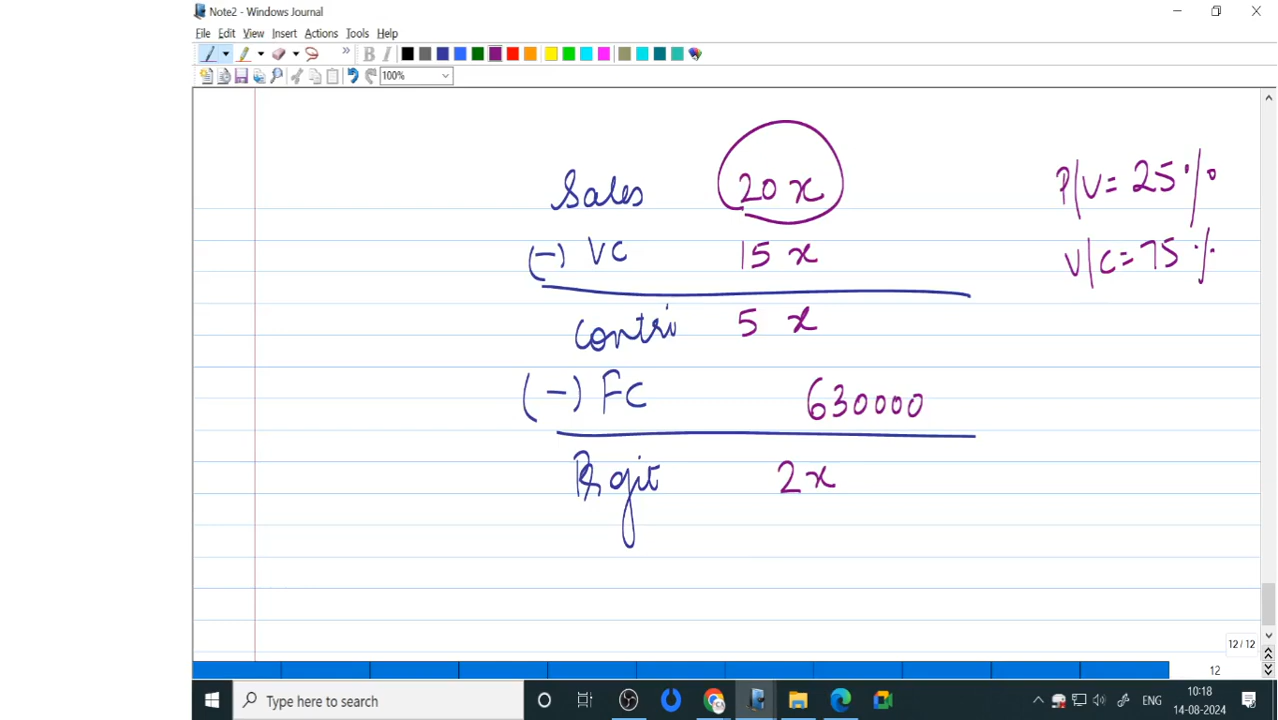 Note2 - Windows Journal
File Edit View Insert Actions Tools Help
» B I
100%
Sales 20 x P/V = 25%
(-) VC 15 x V/C = 75%
Contri 5 x
(-) FC 630000
Profit 2x
12 / 12
12
Type here to search
ENG
10:18
14-08-2024